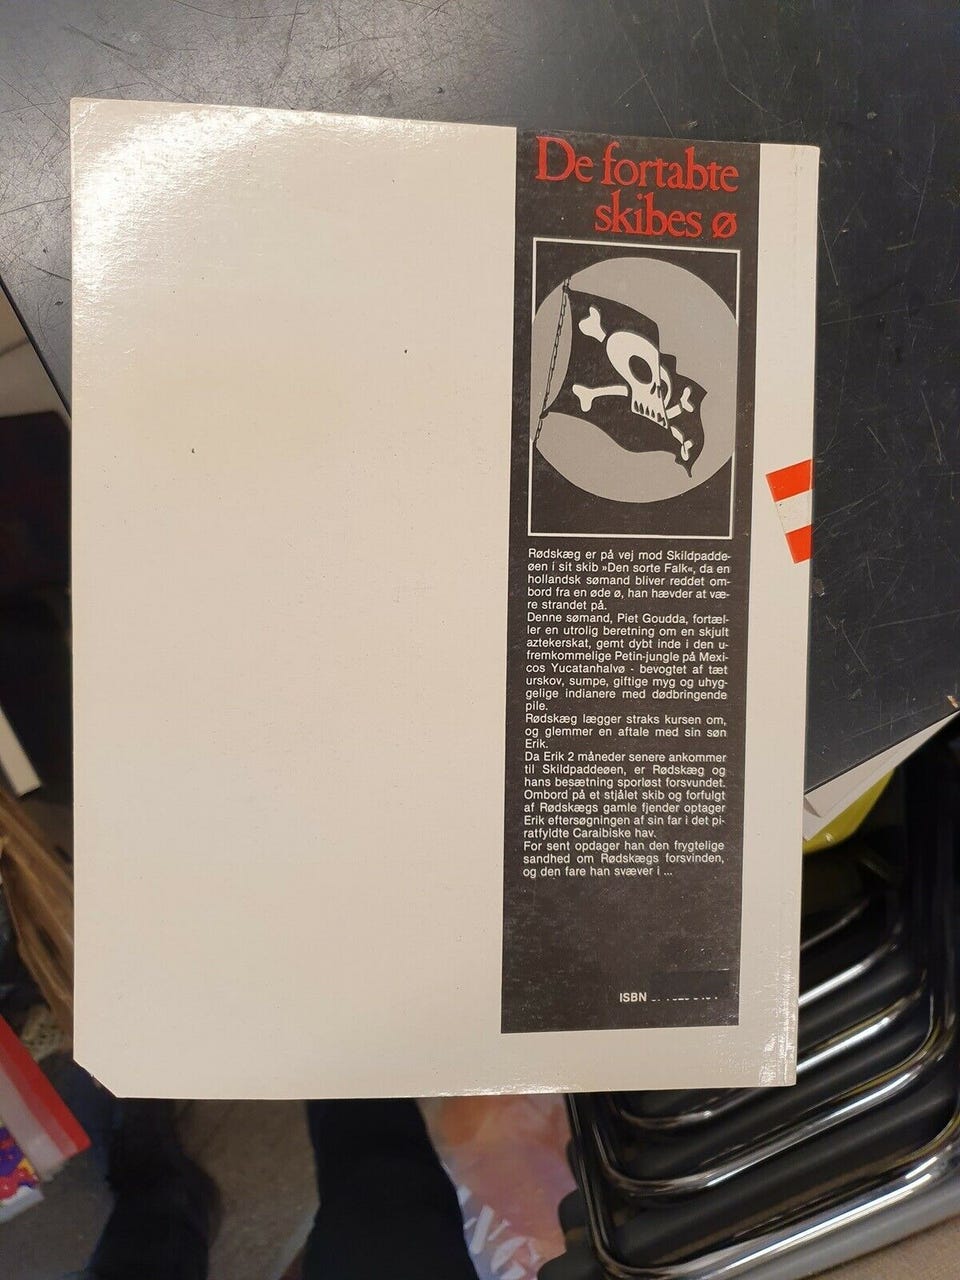 De fortabte
skibes ø
Rødskæg er på vej mod Skildpadde-
øen i sit skib »Den sorte Falk«, da en
hollandsk sømand bliver reddet om-
bord fra en øde ø, han hævder at væ-
re strandet på.
Denne sømand, Piet Goudda, fortæl-
ler en utrolig beretning om en skjult
aztekerskat, gemt dybt inde i den u-
fremkommelige Petin-jungle på Mexi-
cos Yucatanhalvø - bevogtet af tæt
urskov, sumpe, giftige myg og uhyg-
gelige indianere med dødbringende
pile.
Rødskæg lægger straks kursen om,
og glemmer en aftale med sin søn
Erik.
Da Erik 2 måneder senere ankommer
til Skildpaddeøen, er Rødskæg og
hans besætning sporløst forsvundet.
Ombord på et stjålet skib og forfulgt
af Rødskægs gamle fjender optager
Erik eftersøgningen af sin far i det pi-
ratfyldte Caraibiske hav.
For sent opdager han den frygtelige
sandhed om Rødskægs forsvinden,
og den fare han svæver i ...
ISBN